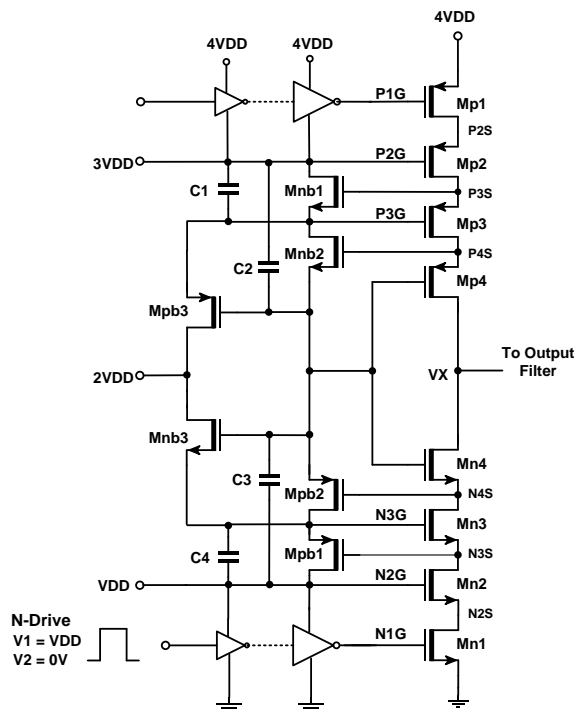 4VDD
4VDD
4VDD
P1G
Mp1
P2S
3VDD
P2G
Mp2
C1
Mnb1
P3S
P3G
Mp3
C2
Mnb2
P4S
Mpb3
Mp4
2VDD
VX
To Output
Filter
Mnb3
C3
Mpb2
Mn4
N4S
N3G
Mn3
C4
Mpb1
N3S
VDD
N2G
Mn2
N2S
N-Drive
V1 = VDD
V2 = 0V
N1G
Mn1